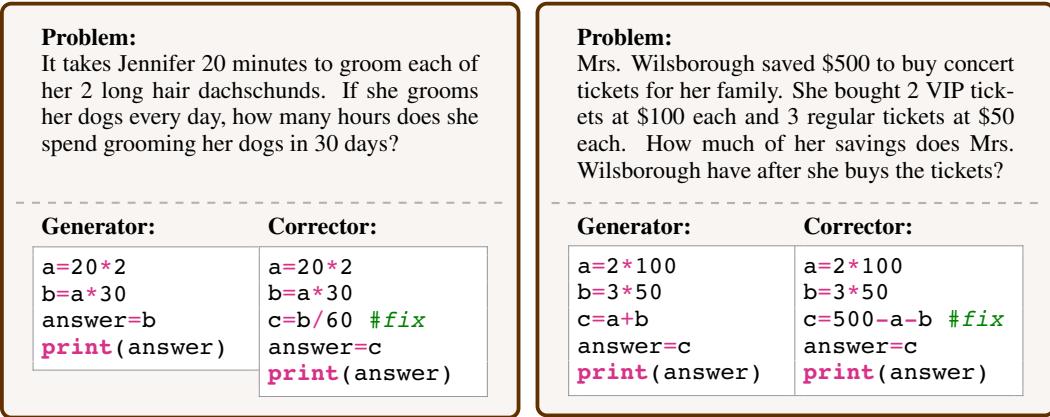 Problem:
It takes Jennifer 20 minutes to groom each of
her 2 long hair dachschunds. If she grooms
her dogs every day, how many hours does she
spend grooming her dogs in 30 days?
Generator:
a=20*2
b=a*30
answer=b
print(answer)
Corrector:
a=20*2
b=a*30
c=b/60 #fix
answer=c
print(answer)
Problem:
Mrs. Wilsborough saved $500 to buy concert
tickets for her family. She bought 2 VIP tick-
ets at $100 each and 3 regular tickets at $50
each. How much of her savings does Mrs.
Wilsborough have after she buys the tickets?
Generator:
a=2*100
b=3*50
c=a+b
answer=c
print(answer)
Corrector:
a=2*100
b=3*50
c=500-a-b #fix
answer=c
print(answer)